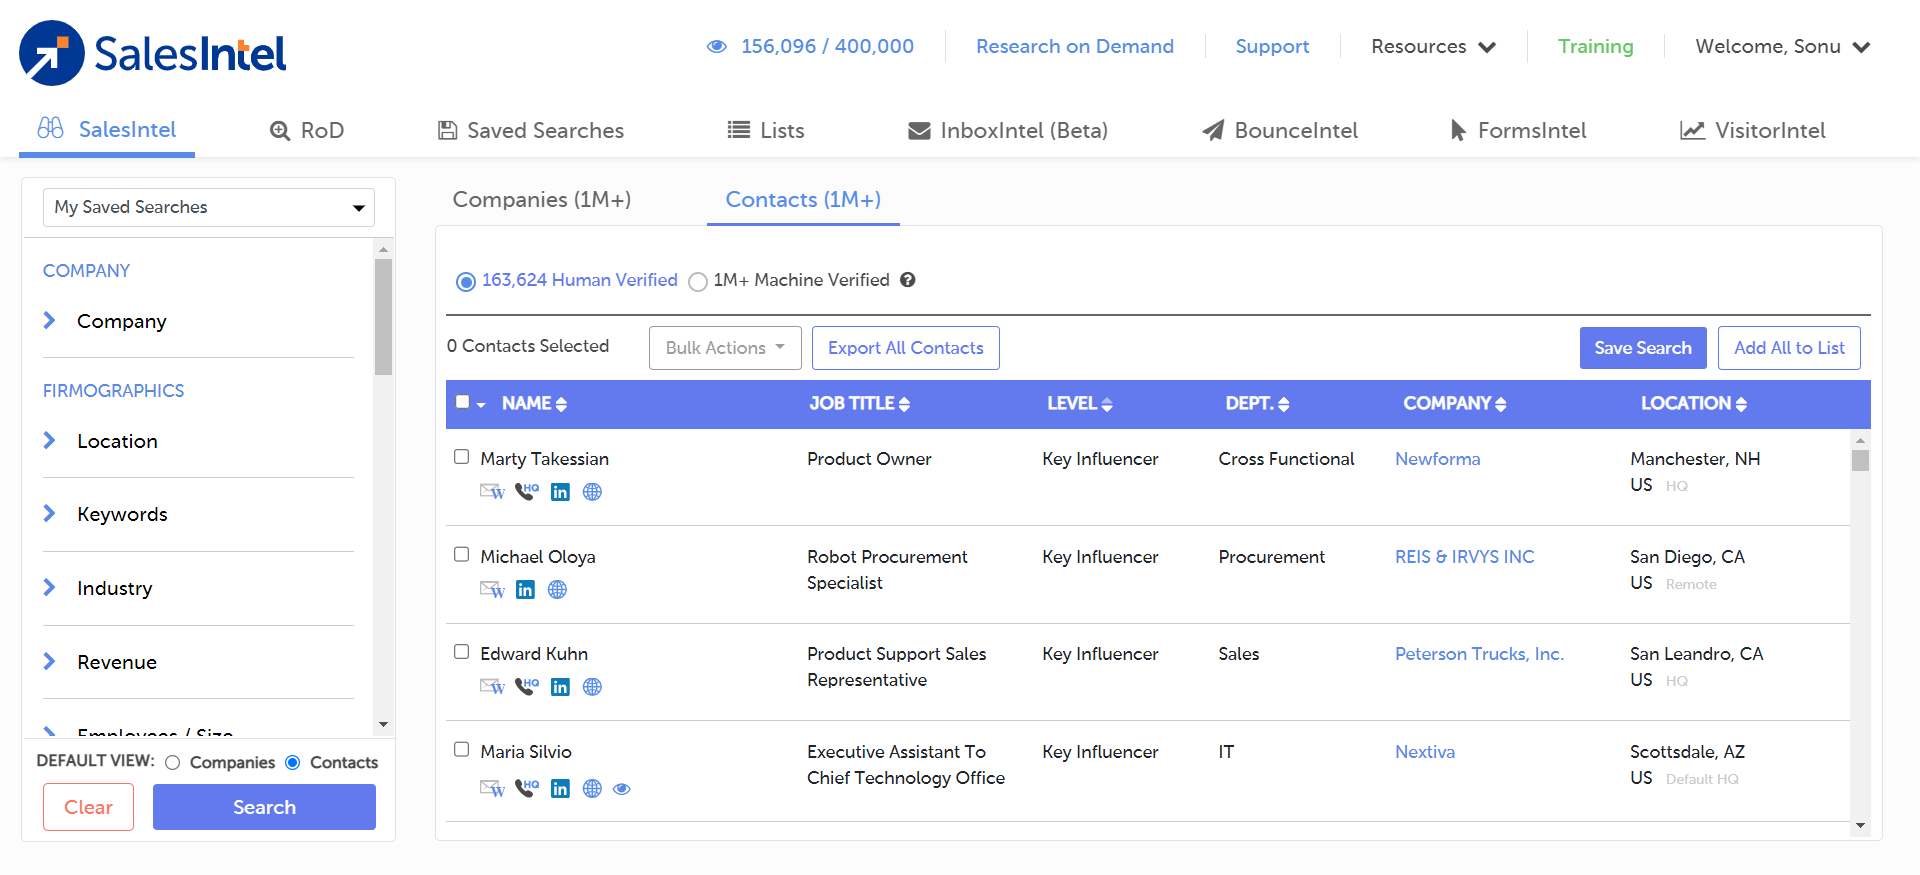 SalesIntel
156,096 / 400,000
Research on Demand
Support
Resources
Training
Welcome, Sonu
SalesIntel
RoD
Saved Searches
Lists
InboxIntel (Beta)
BounceIntel
FormsIntel
VisitorIntel
My Saved Searches
COMPANY
Company
FIRMOGRAPHICS
Location
Keywords
Industry
Revenue
Employees / Size
DEFAULT VIEW: Companies Contacts
Clear
Search
Companies (1M+)
Contacts (1M+)
163,624 Human Verified
1M+ Machine Verified ?
0 Contacts Selected
Bulk Actions
Export All Contacts
Save Search
Add All to List
NAME JOB TITLE LEVEL DEPT. COMPANY LOCATION
Marty Takessian Product Owner Key Influencer Cross Functional Newforma Manchester, NH
W HQ in US HQ
Michael Oloya Robot Procurement Key Influencer Procurement REIS & IRVYS INC San Diego, CA
W in Specialist US Remote
Edward Kuhn Product Support Sales Key Influencer Sales Peterson Trucks, Inc. San Leandro, CA
W HQ in Representative US HQ
Maria Silvio Executive Assistant To Key Influencer IT Nextiva Scottsdale, AZ
W HQ in Chief Technology Office US Default HQ